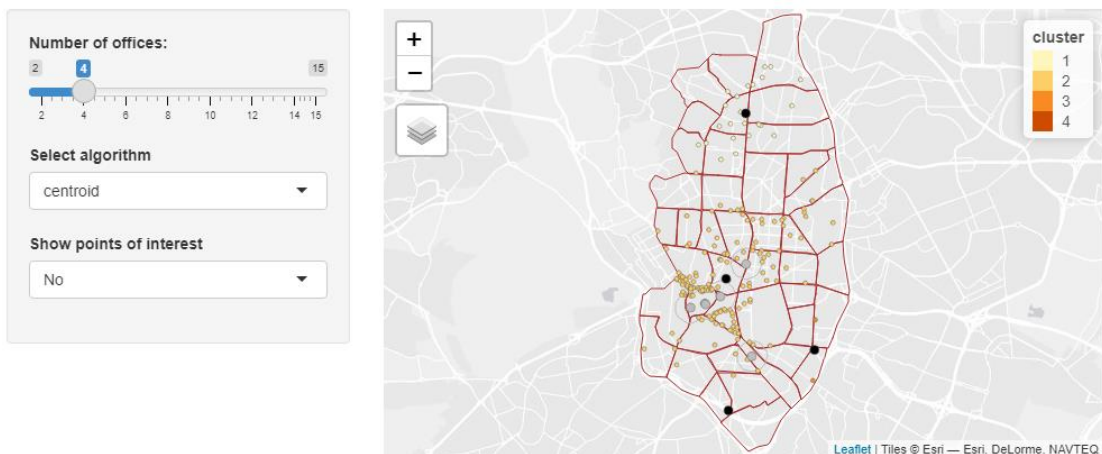 Number of offices:
2 4 15
2 4 6 8 10 12 14 15
Select algorithm
centroid
Show points of interest
No
+
−
cluster
1
2
3
4
Leaflet | Tiles © Esri — Esri, DeLorme, NAVTEQ